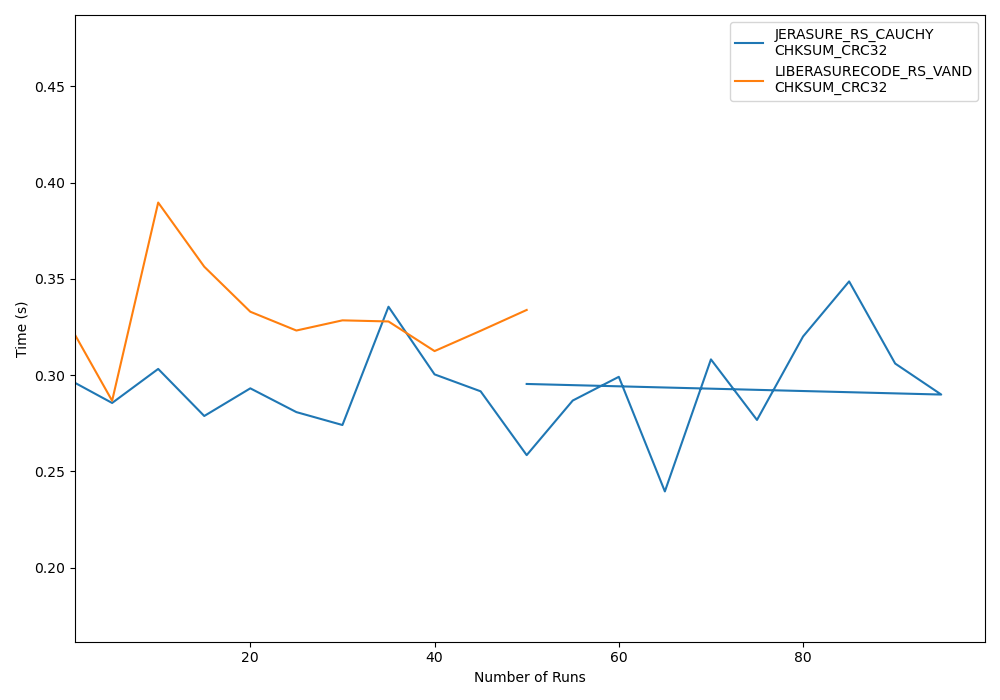 JERASURE_RS_CAUCHY
CHKSUM_CRC32
LIBERASURECODE_RS_VAND
CHKSUM_CRC32
0.45
0.40
0.35
0.30
0.25
0.20
Time (s)
20
40
60
80
Number of Runs